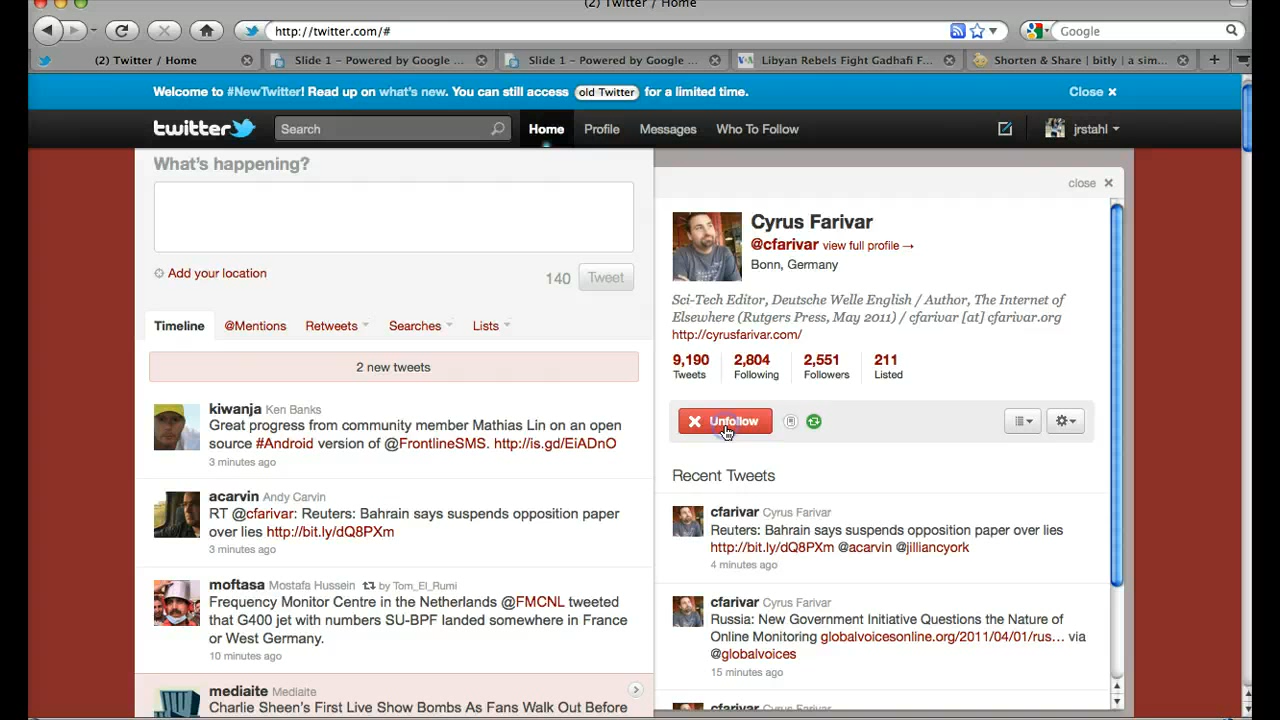 (2) Twitter / Home
http://twitter.com/#
Google
(2) Twitter / Home
Slide 1 - Powered by Google ...
Slide 1 - Powered by Google ...
Libyan Rebels Fight Gadhafi F...
Shorten & Share | bitly | a sim...
Welcome to #NewTwitter! Read up on what's new. You can still access old Twitter for a limited time.
Close ×
twitter
Search
Home
Profile
Messages
Who To Follow
jrstahl
What's happening?
Add your location
140
Tweet
Timeline
@Mentions
Retweets
Searches
Lists
2 new tweets
kiwanja Ken Banks
Great progress from community member Mathias Lin on an open
source #Android version of @FrontlineSMS. http://is.gd/EiADnO
3 minutes ago
acarvin Andy Carvin
RT @cfarivar: Reuters: Bahrain says suspends opposition paper
over lies http://bit.ly/dQ8PXm
3 minutes ago
moftasa Mostafa Hussein by Tom_El_Rumi
Frequency Monitor Centre in the Netherlands @FMCNL tweeted
that G400 jet with numbers SU-BPF landed somewhere in France
or West Germany.
10 minutes ago
mediaite Mediaite
Charlie Sheen's First Live Show Bombs As Fans Walk Out Before
close ×
Cyrus Farivar
@cfarivar view full profile →
Bonn, Germany
Sci-Tech Editor, Deutsche Welle English / Author, The Internet of
Elsewhere (Rutgers Press, May 2011) / cfarivar [at] cfarivar.org
http://cyrusfarivar.com/
9,190 2,804 2,551 211
Tweets Following Followers Listed
Unfollow
Recent Tweets
cfarivar Cyrus Farivar
Reuters: Bahrain says suspends opposition paper over lies
http://bit.ly/dQ8PXm @acarvin @jilliancyork
4 minutes ago
cfarivar Cyrus Farivar
Russia: New Government Initiative Questions the Nature of
Online Monitoring globalvoicesonline.org/2011/04/01/rus... via
@globalvoices
15 minutes ago
cfarivar Cyrus Farivar